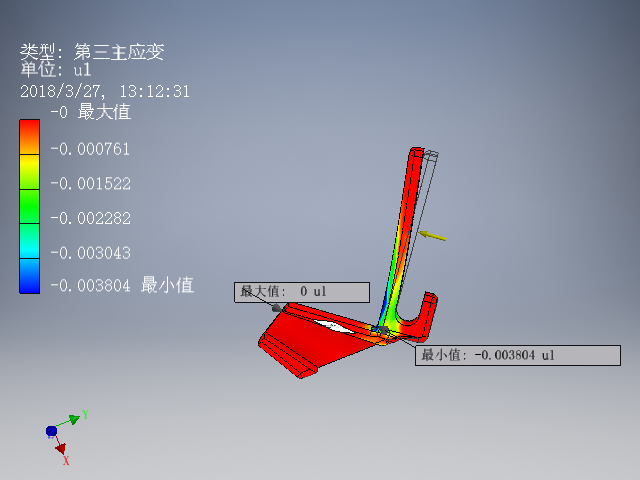 类型: 第三主应变
单位: ul
2018/3/27, 13:12:31
-0 最大值
-0.000761
-0.001522
-0.002282
-0.003043
-0.003804 最小值
最大值: 0 ul
最小值: -0.003804 ul
Y
X